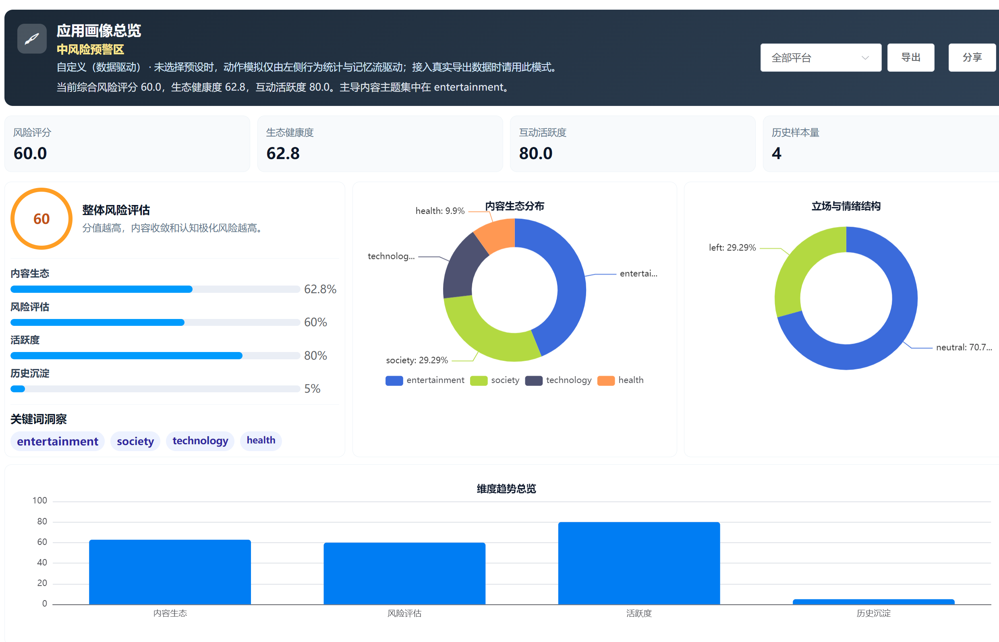 应用画像总览
中风险预警区
自定义（数据驱动） · 未选择预设时，动作模拟仅由左侧行为统计与记忆流驱动；接入真实导出数据时请用此模式。
当前综合风险评分 60.0，生态健康度 62.8，互动活跃度 80.0。主导内容主题集中在 entertainment。
全部平台
导出
分享
风险评分
60.0
生态健康度
62.8
互动活跃度
80.0
历史样本量
4
60
整体风险评估
分值越高，内容收敛和认知极化风险越高。
内容生态
62.8%
风险评估
60%
活跃度
80%
历史沉淀
5%
关键词洞察
entertainment
society
technology
health
内容生态分布
health: 9.9%
technolog...
entertai...
society: 29.29%
entertainment
society
technology
health
立场与情绪结构
left: 29.29%
neutral: 70.7...
维度趋势总览
100
80
60
40
20
0
内容生态
风险评估
活跃度
历史沉淀